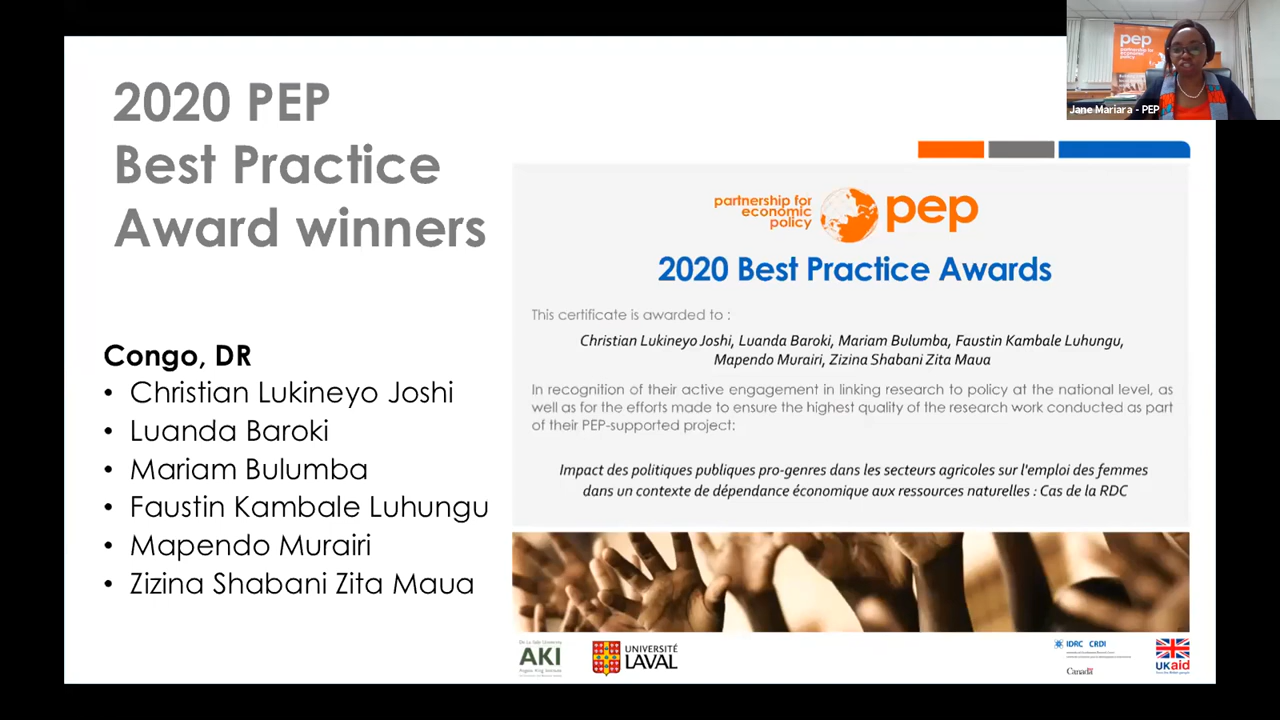 2020 PEP
Best Practice
Award winners
Congo, DR
• Christian Lukineyo Joshi
• Luanda Baroki
• Mariam Bulumba
• Faustin Kambale Luhungu
• Mapendo Murairi
• Zizina Shabani Zita Maua
pep
Jane Mariara - PEP
partnership for
economic
policy
pep
2020 Best Practice Awards
This certificate is awarded to :
Christian Lukineyo Joshi, Luanda Baroki, Mariam Bulumba, Faustin Kambale Luhungu,
Mapendo Murairi, Zizina Shabani Zita Maua
In recognition of their active engagement in linking research to policy at the national level, as
well as for the efforts made to ensure the highest quality of the research work conducted as part
of their PEP-supported project:
Impact des politiques publiques pro-genres dans les secteurs agricoles sur l'emploi des femmes
dans un contexte de dépendance économique aux ressources naturelles : Cas de la RDC
De La Salle University
AKI
UNIVERSITÉ
LAVAL
IDRC CRDI
Canada
UKaid